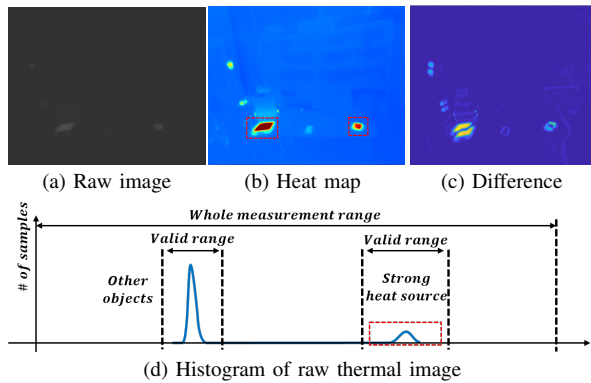 (a) Raw image (b) Heat map (c) Difference
# of samples
Whole measurement range
Valid range Valid range
Other objects
Strong heat source
(d) Histogram of raw thermal image